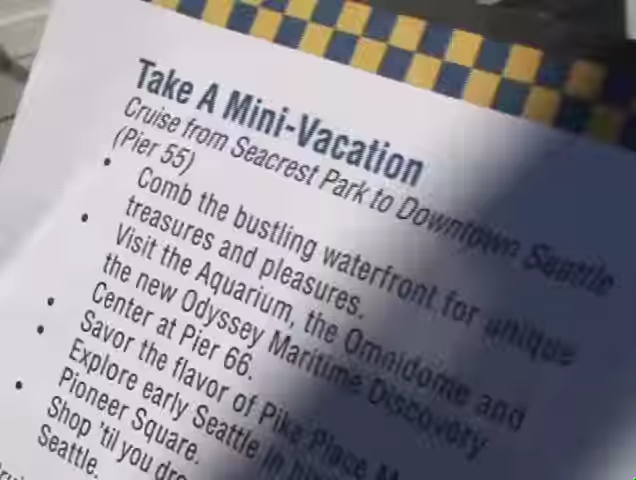 Take A Mini-Vacation
Cruise from Seacrest Park to Downtown Seattle
(Pier 55)
• Comb the bustling waterfront for unique
treasures and pleasures.
• Visit the Aquarium, the Omnidome and
the new Odyssey Maritime Discovery
Center at Pier 66.
• Savor the flavor of Pike Place
• Explore early Seattle in
Pioneer Square.
• Shop 'til you
Seattle.